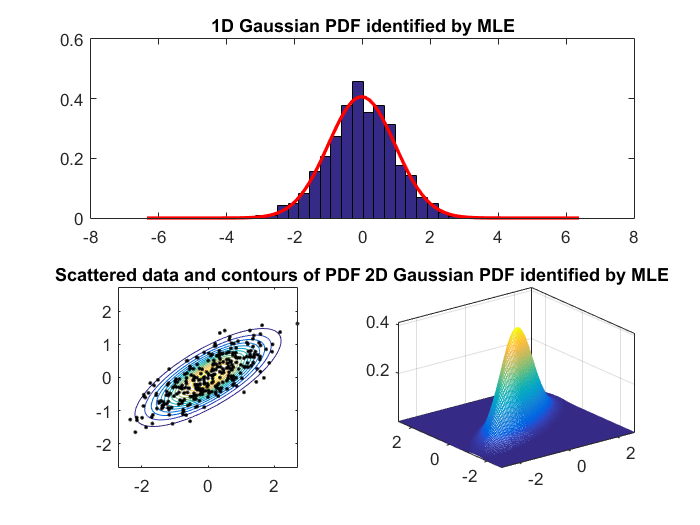 1D Gaussian PDF identified by MLE
0.6
0.4
0.2
0
-8 -6 -4 -2 0 2 4 6 8
Scattered data and contours of PDF
2
1
0
-1
-2
-2 0 2
2D Gaussian PDF identified by MLE
0.4
0.2
2 0 -2
-2 0 2